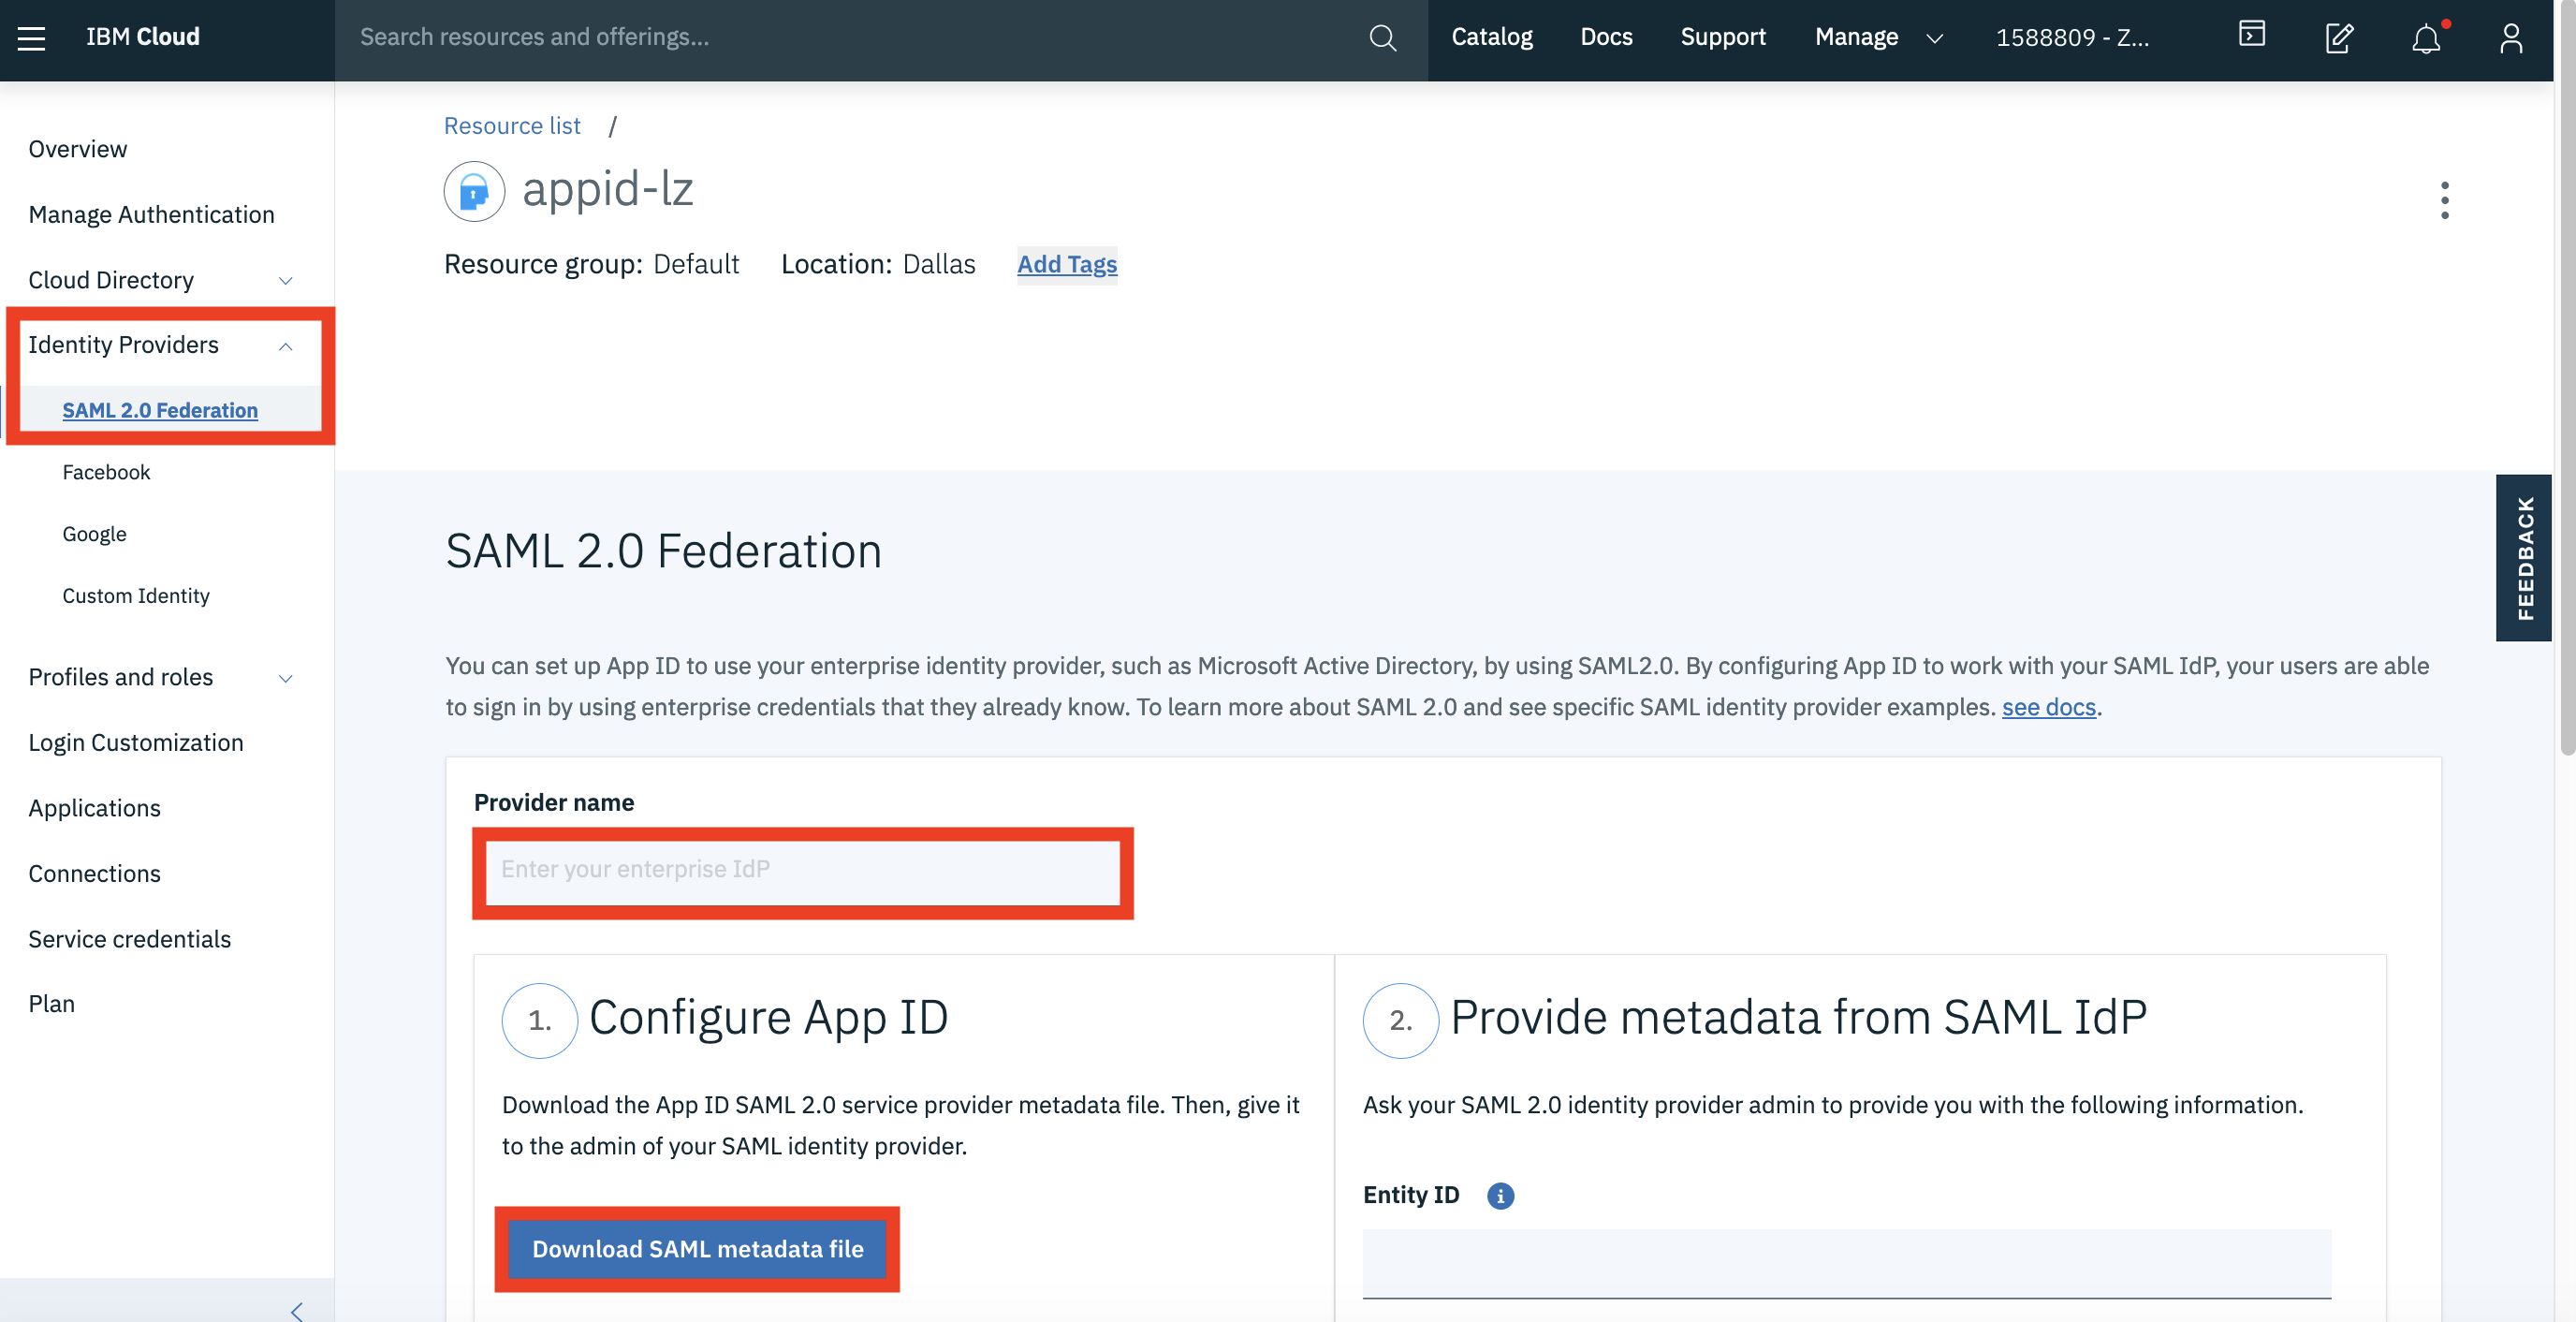 IBM Cloud
Search resources and offerings...
Catalog
Docs
Support
Manage
1588809 - Z...
Overview
Manage Authentication
Cloud Directory
Identity Providers
SAML 2.0 Federation
Facebook
Google
Custom Identity
Profiles and roles
Login Customization
Applications
Connections
Service credentials
Plan
Resource list /
appid-lz
Resource group: Default Location: Dallas Add Tags
FEEDBACK
SAML 2.0 Federation
You can set up App ID to use your enterprise identity provider, such as Microsoft Active Directory, by using SAML2.0. By configuring App ID to work with your SAML IdP, your users are able
to sign in by using enterprise credentials that they already know. To learn more about SAML 2.0 and see specific SAML identity provider examples. see docs.
Provider name
Enter your enterprise IdP
1. Configure App ID
Download the App ID SAML 2.0 service provider metadata file. Then, give it
to the admin of your SAML identity provider.
Download SAML metadata file
2. Provide metadata from SAML IdP
Ask your SAML 2.0 identity provider admin to provide you with the following information.
Entity ID